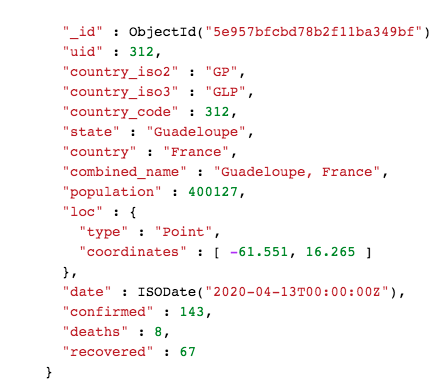 "_id" : ObjectId("5e957bfcbd78b2f11ba349bf")
"uid" : 312,
"country_iso2" : "GP",
"country_iso3" : "GLP",
"country_code" : 312,
"state" : "Guadeloupe",
"country" : "France",
"combined_name" : "Guadeloupe, France",
"population" : 400127,
"loc" : {
"type" : "Point",
"coordinates" : [ -61.551, 16.265 ]
},
"date" : ISODate("2020-04-13T00:00:00Z"),
"confirmed" : 143,
"deaths" : 8,
"recovered" : 67
}